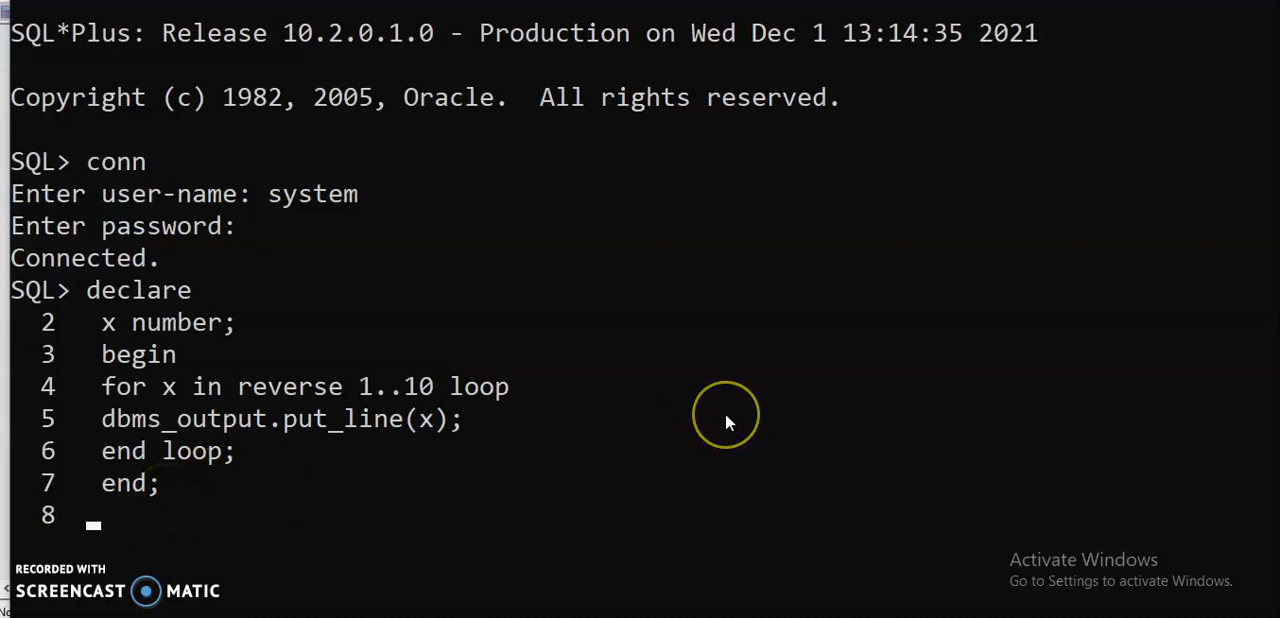 SQL*Plus: Release 10.2.0.1.0 - Production on Wed Dec 1 13:14:35 2021
Copyright (c) 1982, 2005, Oracle.  All rights reserved.
SQL> conn
Enter user-name: system
Enter password:
Connected.
SQL> declare
  2   x number;
  3   begin
  4   for x in reverse 1..10 loop
  5   dbms_output.put_line(x);
  6   end loop;
  7   end;
  8
RECORDED WITH
SCREENCAST MATIC
Activate Windows
Go to Settings to activate Windows.